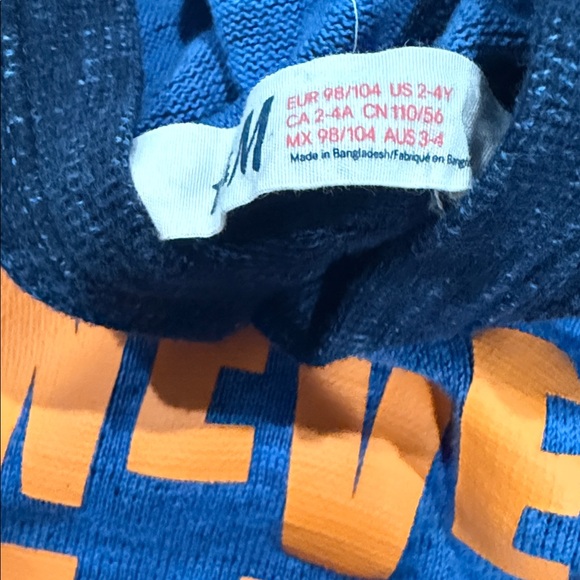 H&M
EUR 98/104 US 2-4Y
CA 2-4A CN 110/56
MX 98/104 AUS 3-4
Made in Bangladesh/Fabriqué en
NEVE